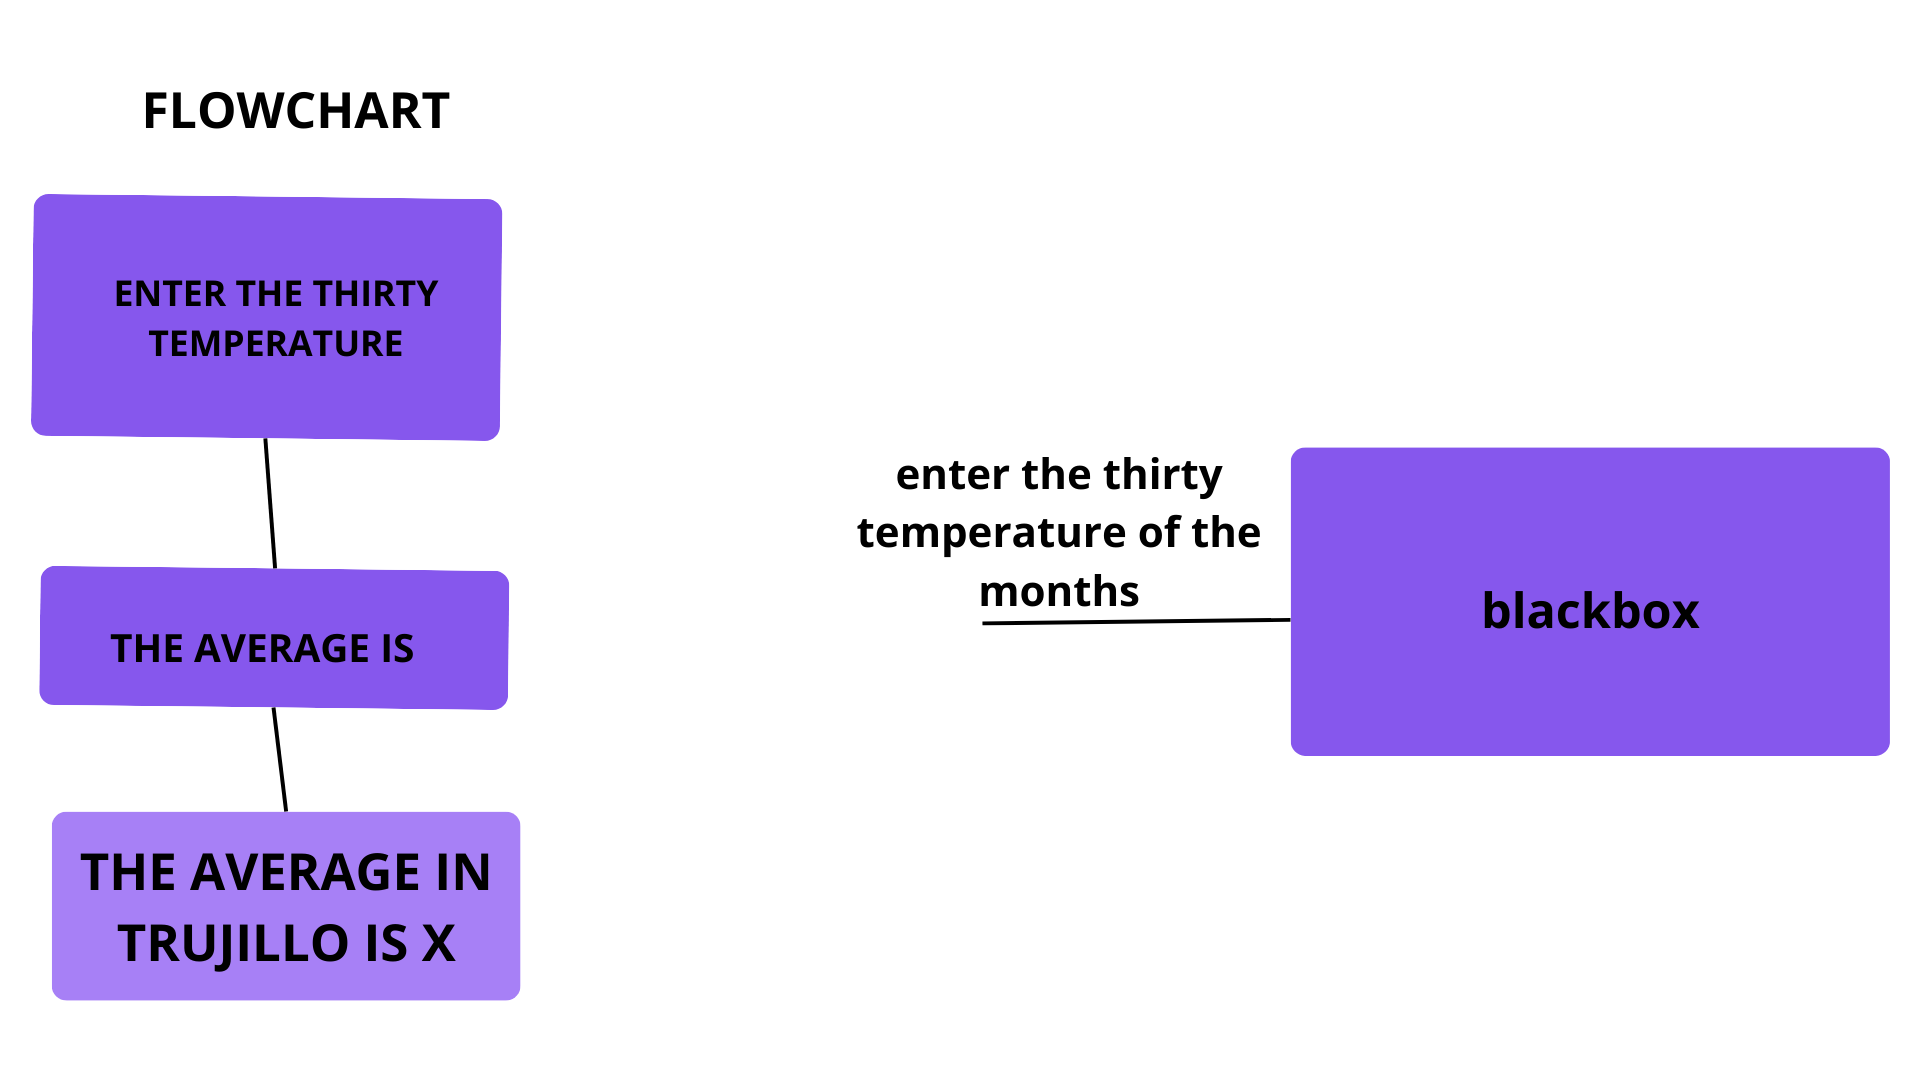 FLOWCHART
ENTER THE THIRTY
TEMPERATURE
THE AVERAGE IS
THE AVERAGE IN
TRUJILLO IS X
enter the thirty
temperature of the
months
blackbox